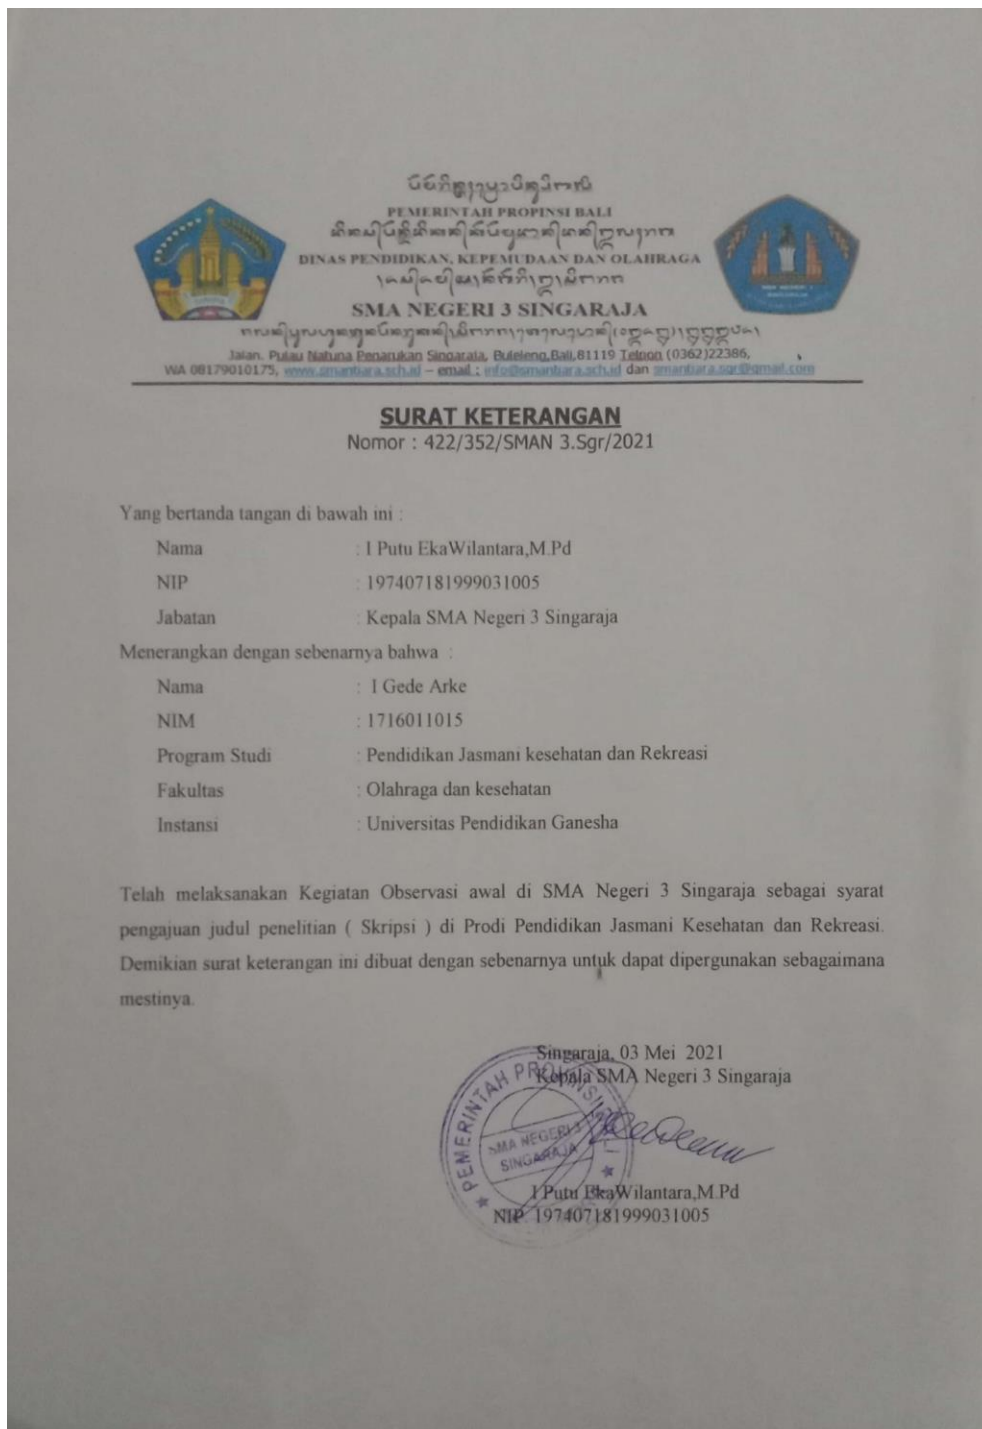 PEMERINTAH PROPINSI BALI
DINAS PENDIDIKAN, KEPEMUDAAN DAN OLAHRAGA
SMA NEGERI 3 SINGARAJA
Jalan. Pulau Natuna Penarukan Singaraja, Buleleng,Bali,81119 Telpon (0362)22386,
WA 08179010175, www.smantiara.sch.id – email : info@smantiara.sch.id dan smantiara.sgr@gmail.com
SURAT KETERANGAN
Nomor : 422/352/SMAN 3.Sgr/2021
Yang bertanda tangan di bawah ini :
Nama : I Putu EkaWilantara,M.Pd
NIP : 197407181999031005
Jabatan : Kepala SMA Negeri 3 Singaraja
Menerangkan dengan sebenarnya bahwa :
Nama : I Gede Arke
NIM : 1716011015
Program Studi : Pendidikan Jasmani kesehatan dan Rekreasi
Fakultas : Olahraga dan kesehatan
Instansi : Universitas Pendidikan Ganesha
Telah melaksanakan Kegiatan Observasi awal di SMA Negeri 3 Singaraja sebagai syarat
pengajuan judul penelitian ( Skripsi ) di Prodi Pendidikan Jasmani Kesehatan dan Rekreasi.
Demikian surat keterangan ini dibuat dengan sebenarnya untuk dapat dipergunakan sebagaimana
mestinya.
Singaraja, 03 Mei 2021
Kepala SMA Negeri 3 Singaraja
PEMERINTAH PROVINSI BALI
SMA NEGERI 3
SINGARAJA
I Putu EkaWilantara,M.Pd
NIP. 197407181999031005